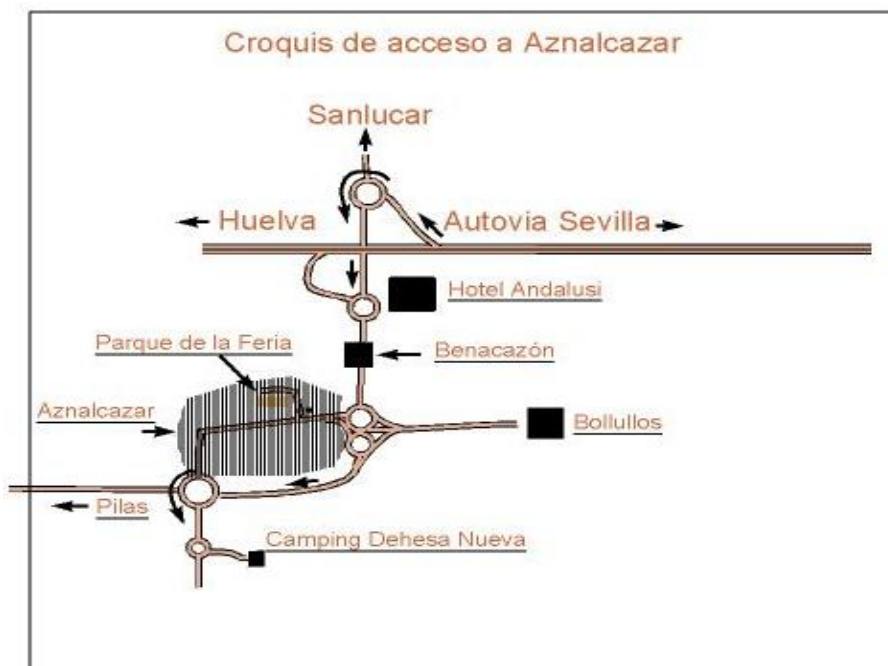 Croquis de acceso a Aznalcazar
Sanlucar
Huelva
Autovia Sevilla
Hotel Andalusi
Parque de la Feria
Benacazón
Aznalcazar
Bollullos
Pilas
Camping Dehesa Nueva